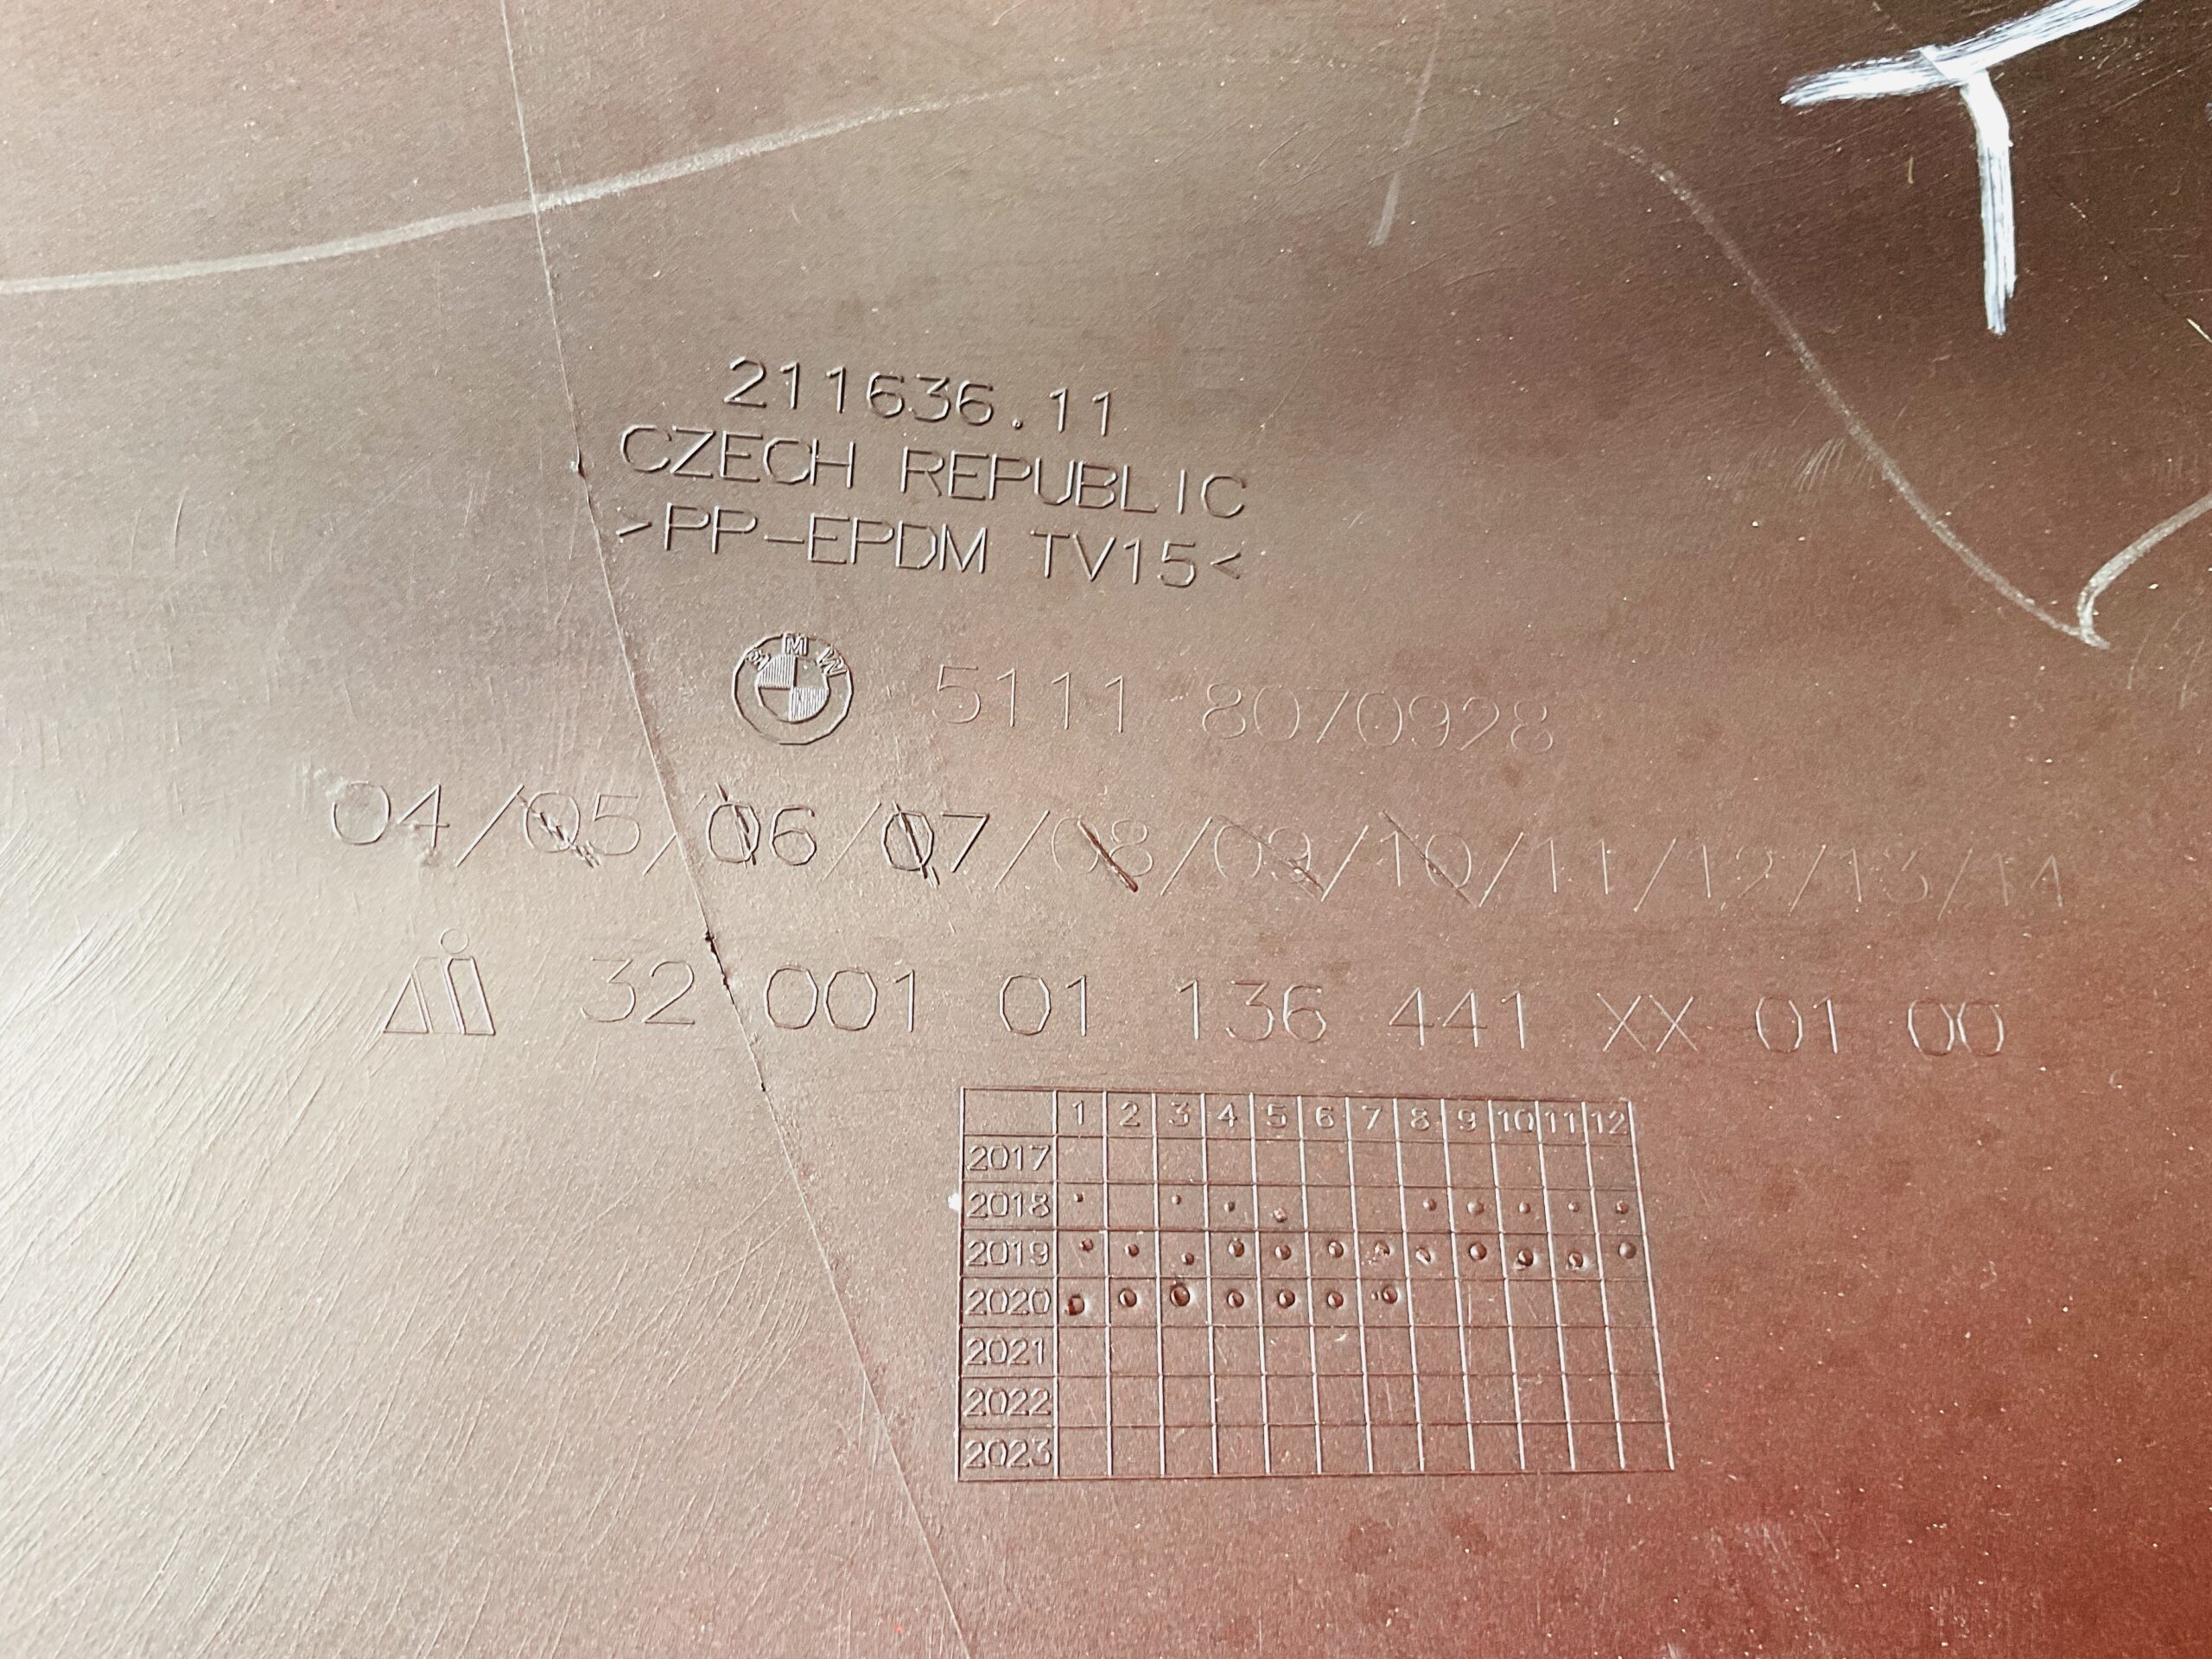 211636.11
CZECH REPUBLIC
>PP-EPDM TV15<
BMW 5111 8070928
04/05/06/07/08/09/10/11/12/13/14
32 001 01 136 441 XX 01 00
1 2 3 4 5 6 7 8 9 10 11 12
2017
2018
2019
2020
2021
2022
2023